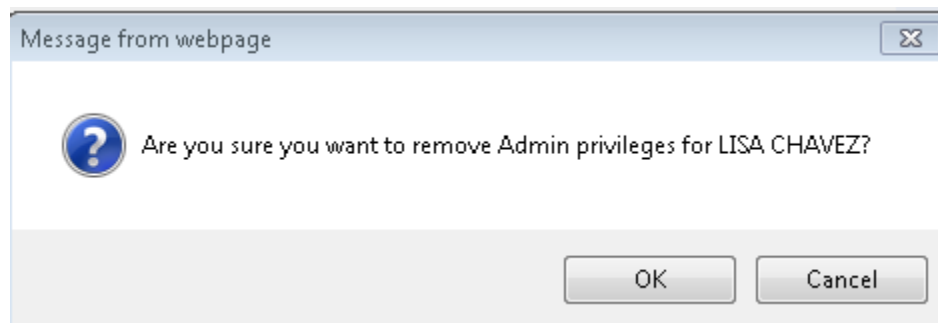 Message from webpage
Are you sure you want to remove Admin privileges for LISA CHAVEZ?
OK
Cancel